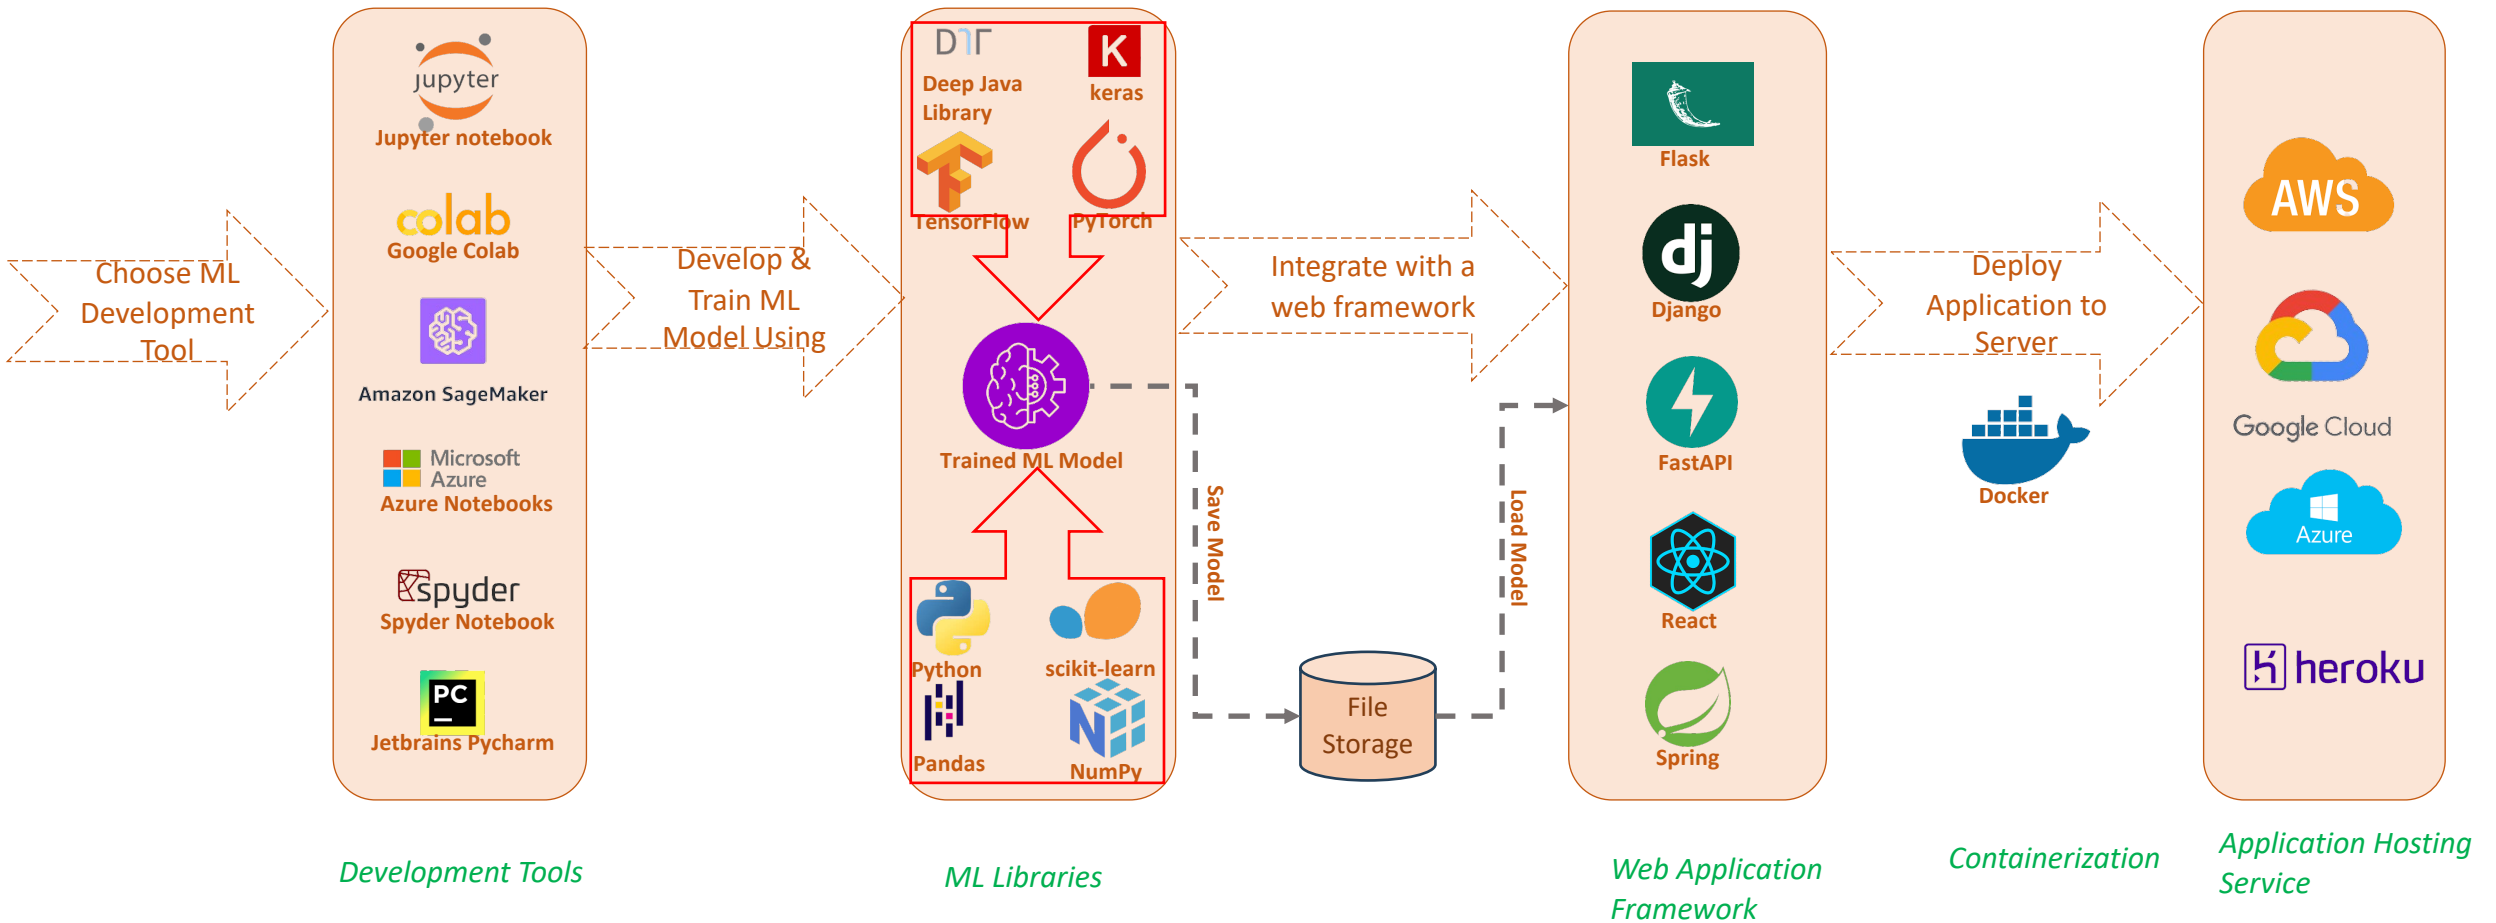 Choose ML
Development
Tool
jupyter
Jupyter notebook
colab
Google Colab
Amazon SageMaker
Microsoft
Azure
Azure Notebooks
spyder
Spyder Notebook
PC
Jetbrains Pycharm
Development Tools
Develop &
Train ML
Model Using
Deep Java
Library
K
keras
TensorFlow
PyTorch
Trained ML Model
Python
scikit-learn
Pandas
N
NumPy
ML Libraries
Integrate with a
web framework
Save Model
File
Storage
Load Model
Flask
dj
Django
FastAPI
React
Spring
Web Application
Framework
Deploy
Application to
Server
Docker
Containerization
AWS
Google Cloud
Azure
heroku
Application Hosting
Service